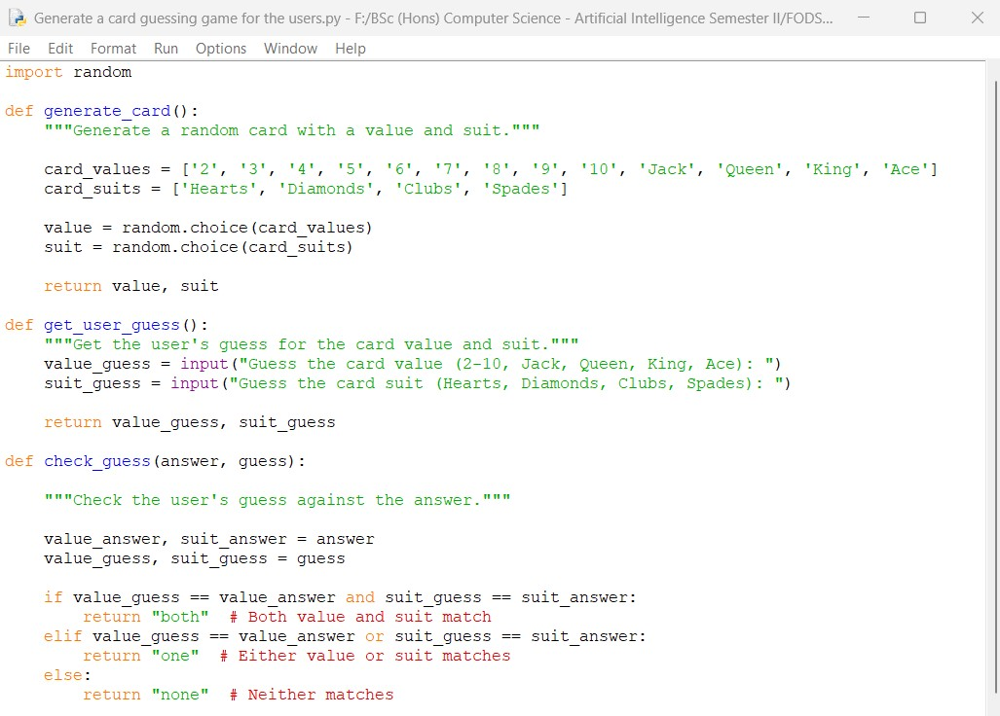 Generate a card guessing game for the users.py - F:/BSc (Hons) Computer Science - Artificial Intelligence Semester II/FODS...
File Edit Format Run Options Window Help
import random
def generate_card():
    """Generate a random card with a value and suit."""
    card_values = ['2', '3', '4', '5', '6', '7', '8', '9', '10', 'Jack', 'Queen', 'King', 'Ace']
    card_suits = ['Hearts', 'Diamonds', 'Clubs', 'Spades']
    value = random.choice(card_values)
    suit = random.choice(card_suits)
    return value, suit
def get_user_guess():
    """Get the user's guess for the card value and suit."""
    value_guess = input("Guess the card value (2-10, Jack, Queen, King, Ace): ")
    suit_guess = input("Guess the card suit (Hearts, Diamonds, Clubs, Spades): ")
    return value_guess, suit_guess
def check_guess(answer, guess):
    """Check the user's guess against the answer."""
    value_answer, suit_answer = answer
    value_guess, suit_guess = guess
    if value_guess == value_answer and suit_guess == suit_answer:
        return "both"  # Both value and suit match
    elif value_guess == value_answer or suit_guess == suit_answer:
        return "one"  # Either value or suit matches
    else:
        return "none"  # Neither matches